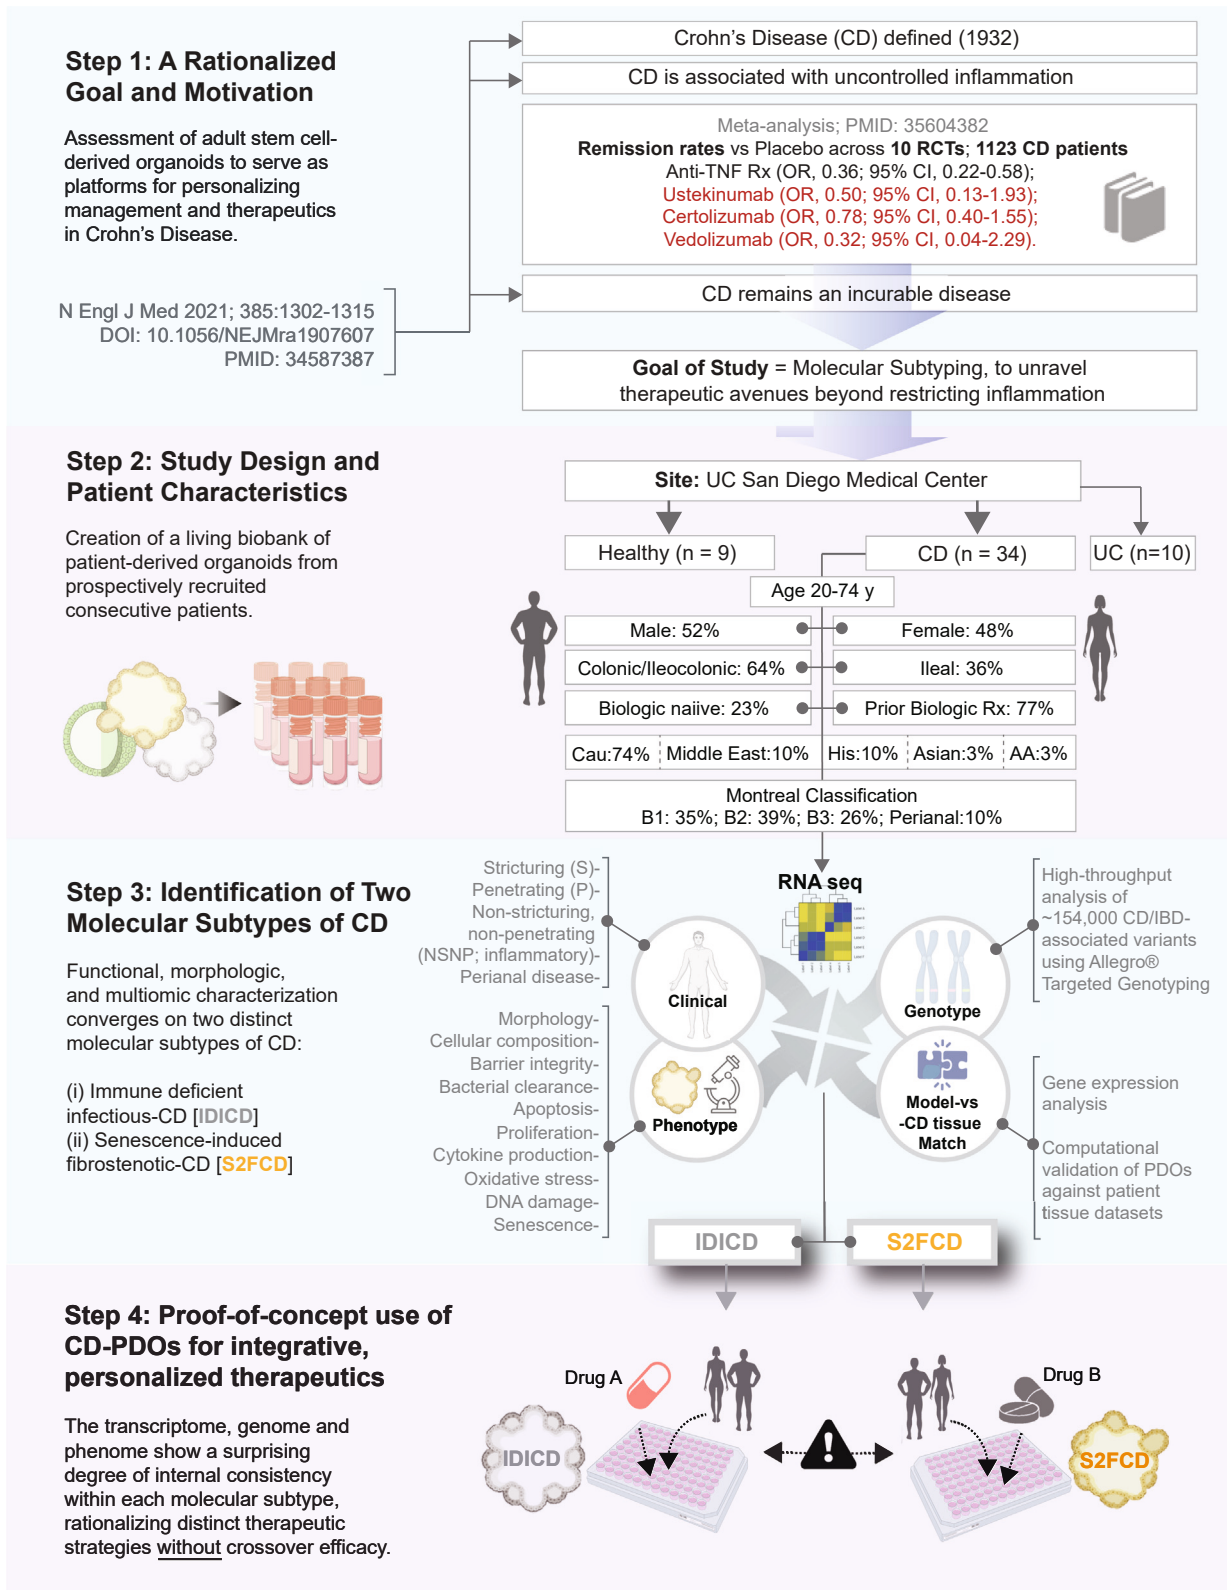 Step 1: A Rationalized
Goal and Motivation
Assessment of adult stem cell-
derived organoids to serve as
platforms for personalizing
management and therapeutics
in Crohn's Disease.
N Engl J Med 2021; 385:1302-1315
DOI: 10.1056/NEJMra1907607
PMID: 34587387
Crohn's Disease (CD) defined (1932)
CD is associated with uncontrolled inflammation
Meta-analysis; PMID: 35604382
Remission rates vs Placebo across 10 RCTs; 1123 CD patients
Anti-TNF Rx (OR, 0.36; 95% CI, 0.22-0.58);
Ustekinumab (OR, 0.50; 95% CI, 0.13-1.93);
Certolizumab (OR, 0.78; 95% CI, 0.40-1.55);
Vedolizumab (OR, 0.32; 95% CI, 0.04-2.29).
CD remains an incurable disease
Goal of Study = Molecular Subtyping, to unravel
therapeutic avenues beyond restricting inflammation
Step 2: Study Design and
Patient Characteristics
Creation of a living biobank of
patient-derived organoids from
prospectively recruited
consecutive patients.
Site: UC San Diego Medical Center
Healthy (n = 9)
CD (n = 34)
UC (n=10)
Age 20-74 y
Male: 52%
Female: 48%
Colonic/Ileocolonic: 64%
Ileal: 36%
Biologic naiive: 23%
Prior Biologic Rx: 77%
Cau:74%
Middle East:10%
His:10%
Asian:3%
AA:3%
Montreal Classification
B1: 35%; B2: 39%; B3: 26%; Perianal:10%
Step 3: Identification of Two
Molecular Subtypes of CD
Functional, morphologic,
and multiomic characterization
converges on two distinct
molecular subtypes of CD:
(i) Immune deficient
infectious-CD [IDICD]
(ii) Senescence-induced
fibrostenotic-CD [S2FCD]
Stricturing (S)-
Penetrating (P)-
Non-stricturing,
non-penetrating
(NSNP; inflammatory)-
Perianal disease-
Morphology-
Cellular composition-
Barrier integrity-
Bacterial clearance-
Apoptosis-
Proliferation-
Cytokine production-
Oxidative stress-
DNA damage-
Senescence-
RNA seq
Clinical
Genotype
Phenotype
Model-vs
-CD tissue
Match
High-throughput
analysis of
~154,000 CD/IBD-
associated variants
using Allegro®
Targeted Genotyping
Gene expression
analysis
Computational
validation of PDOs
against patient
tissue datasets
IDICD
S2FCD
Step 4: Proof-of-concept use of
CD-PDOs for integrative,
personalized therapeutics
The transcriptome, genome and
phenome show a surprising
degree of internal consistency
within each molecular subtype,
rationalizing distinct therapeutic
strategies without crossover efficacy.
Drug A
Drug B
IDICD
S2FCD